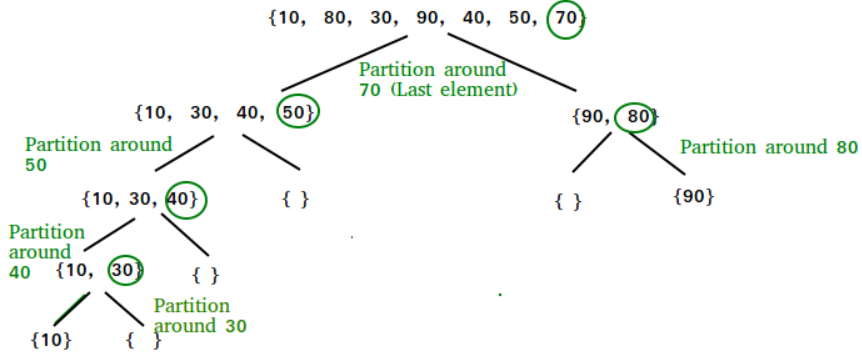 {10, 80, 30, 90, 40, 50, 70}
Partition around
70 (Last element)
{10, 30, 40, 50}
{90, 80}
Partition around
50
Partition around 80
{10, 30, 40}
{ }
{ }
{90}
Partition
around
40
{10, 30}
{ }
Partition
around 30
{10}
{ }